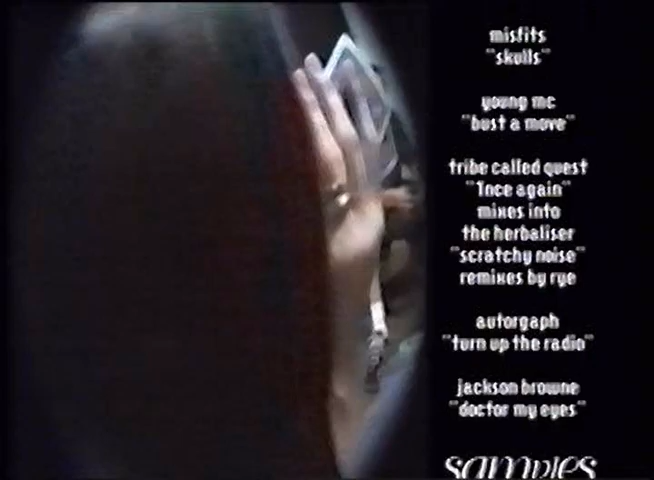 misfits
"skulls"
young mc
"bust a move"
tribe called quest
"1nce again"
mixes into
the herbaliser
"scratchy noise"
remixes by rye
autorgaph
"turn up the radio"
jackson browne
"doctor my eyes"
samples